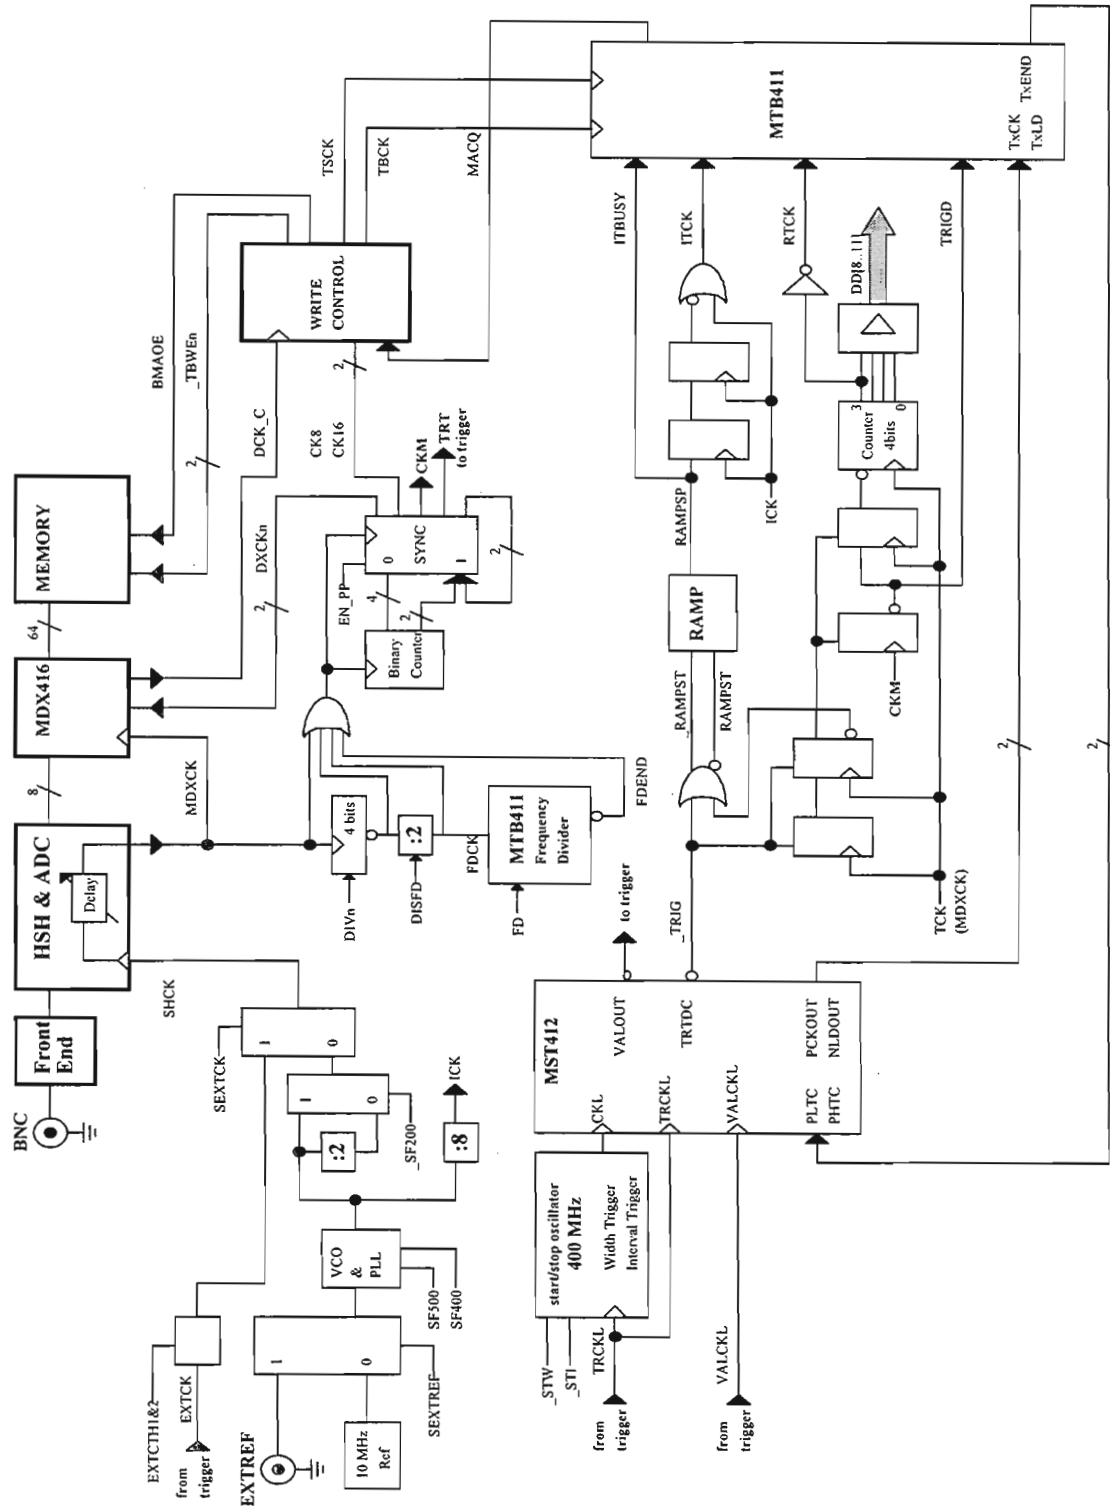 BNC
Front
End
HSH & ADC
Delay
8
MDX416
64
MEMORY
SHCK
MDXCK
BMAOE
_TBWEn
2
DCK_C
DXCKn
2
WRITE
CONTROL
TSCK
TBCK
MACQ
CK8
CK16
2
CKM
TRT
to trigger
EN_PP
0
SYNC
1
4
2
2
Binary
Counter
DIVn
4 bits
DISFD
:2
FDCK
FD
MTB411
Frequency
Divider
FDEND
EXTCTH1&2
EXTCK
from
trigger
SEXTCK
1
0
1
0
:2
_SF200
:8
ICK
VCO
&
PLL
SF500
SF400
EXTREF
1
0
10 MHz
Ref
SEXTREF
MTB411
TxCK
TxLD
TxEND
ITBUSY
ITCK
RTCK
TRIGD
DD[8..11]
3
Counter
4bits
0
ICK
RAMPSP
RAMP
_RAMPST
RAMPST
CKM
TCK
(MDXCK)
2
2
to trigger
_TRIG
MST412
VALOUT
TRTDC
PCKOUT
NLDOUT
CKL
TRCKL
VALCKL
PLTC
PHTC
start/stop oscillator
400 MHz
Width Trigger
Interval Trigger
_STW
_STI
TRCKL
from
trigger
VALCKL
from
trigger